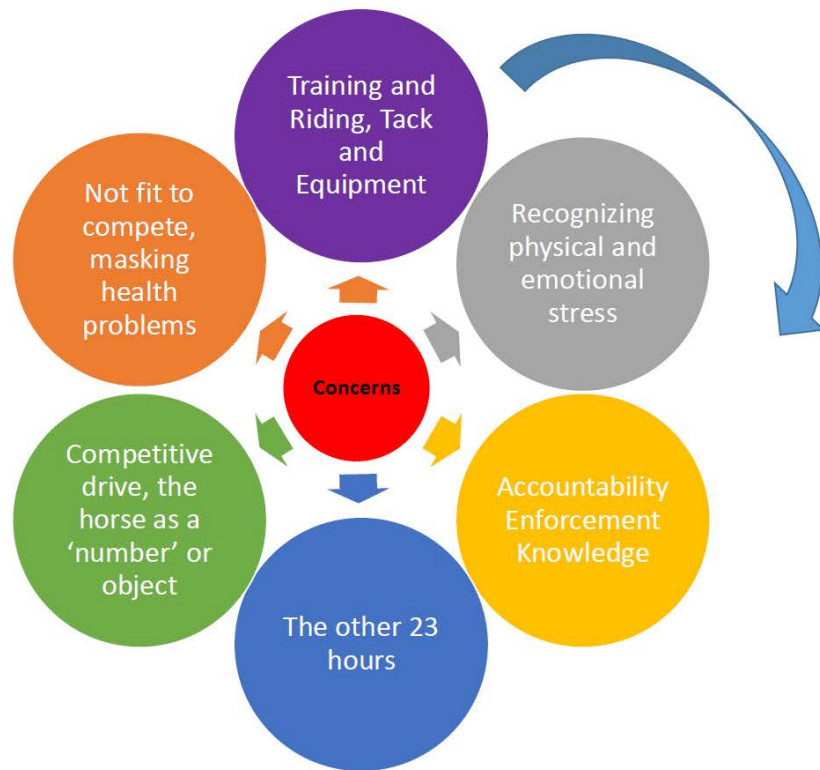 Training and
Riding, Tack
and
Equipment
Recognizing
physical and
emotional
stress
Accountability
Enforcement
Knowledge
The other 23
hours
Competitive
drive, the
horse as a
‘number’ or
object
Not fit to
compete,
masking
health
problems
Concerns